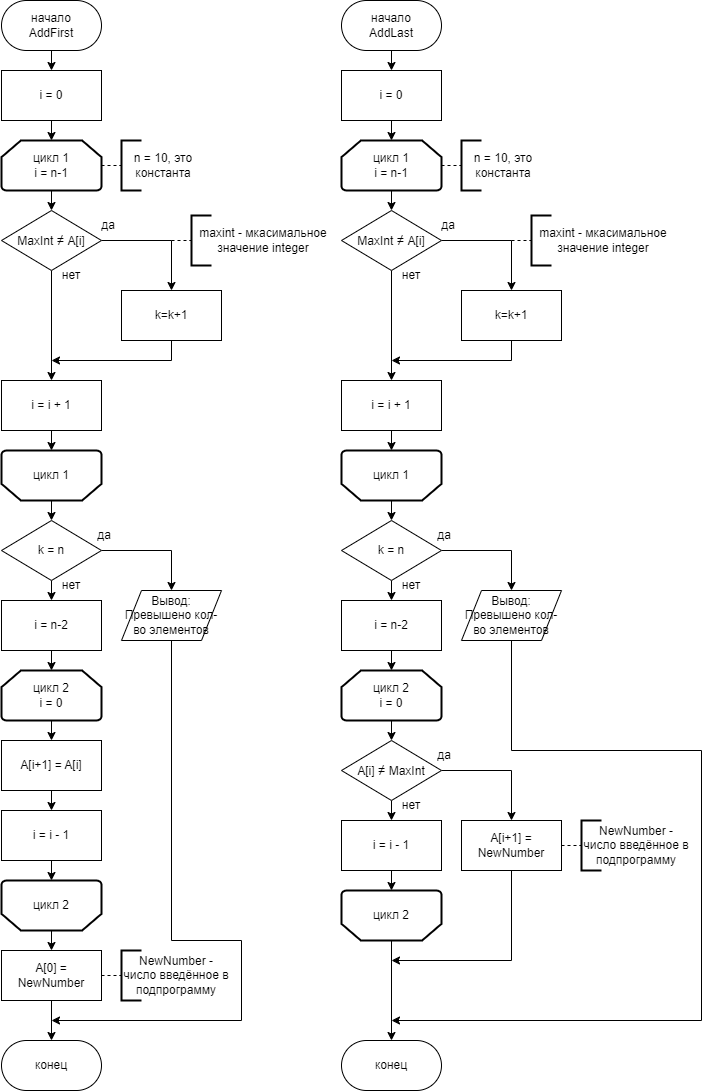 начало
AddFirst
i = 0
цикл 1
i = n-1
n = 10, это
константа
MaxInt ≠ A[i]
да
нет
maxint - мкасимальное
значение integer
k=k+1
i = i + 1
цикл 1
k = n
да
нет
Вывод:
Превышено кол-
во элементов
i = n-2
цикл 2
i = 0
A[i+1] = A[i]
i = i - 1
цикл 2
A[0] =
NewNumber
NewNumber -
число введённое в
подпрограмму
конец
начало
AddLast
i = 0
цикл 1
i = n-1
n = 10, это
константа
MaxInt ≠ A[i]
да
нет
maxint - мкасимальное
значение integer
k=k+1
i = i + 1
цикл 1
k = n
да
нет
Вывод:
Превышено кол-
во элементов
i = n-2
цикл 2
i = 0
A[i] ≠ MaxInt
да
нет
i = i - 1
A[i+1] =
NewNumber
NewNumber -
число введённое в
подпрограмму
цикл 2
конец